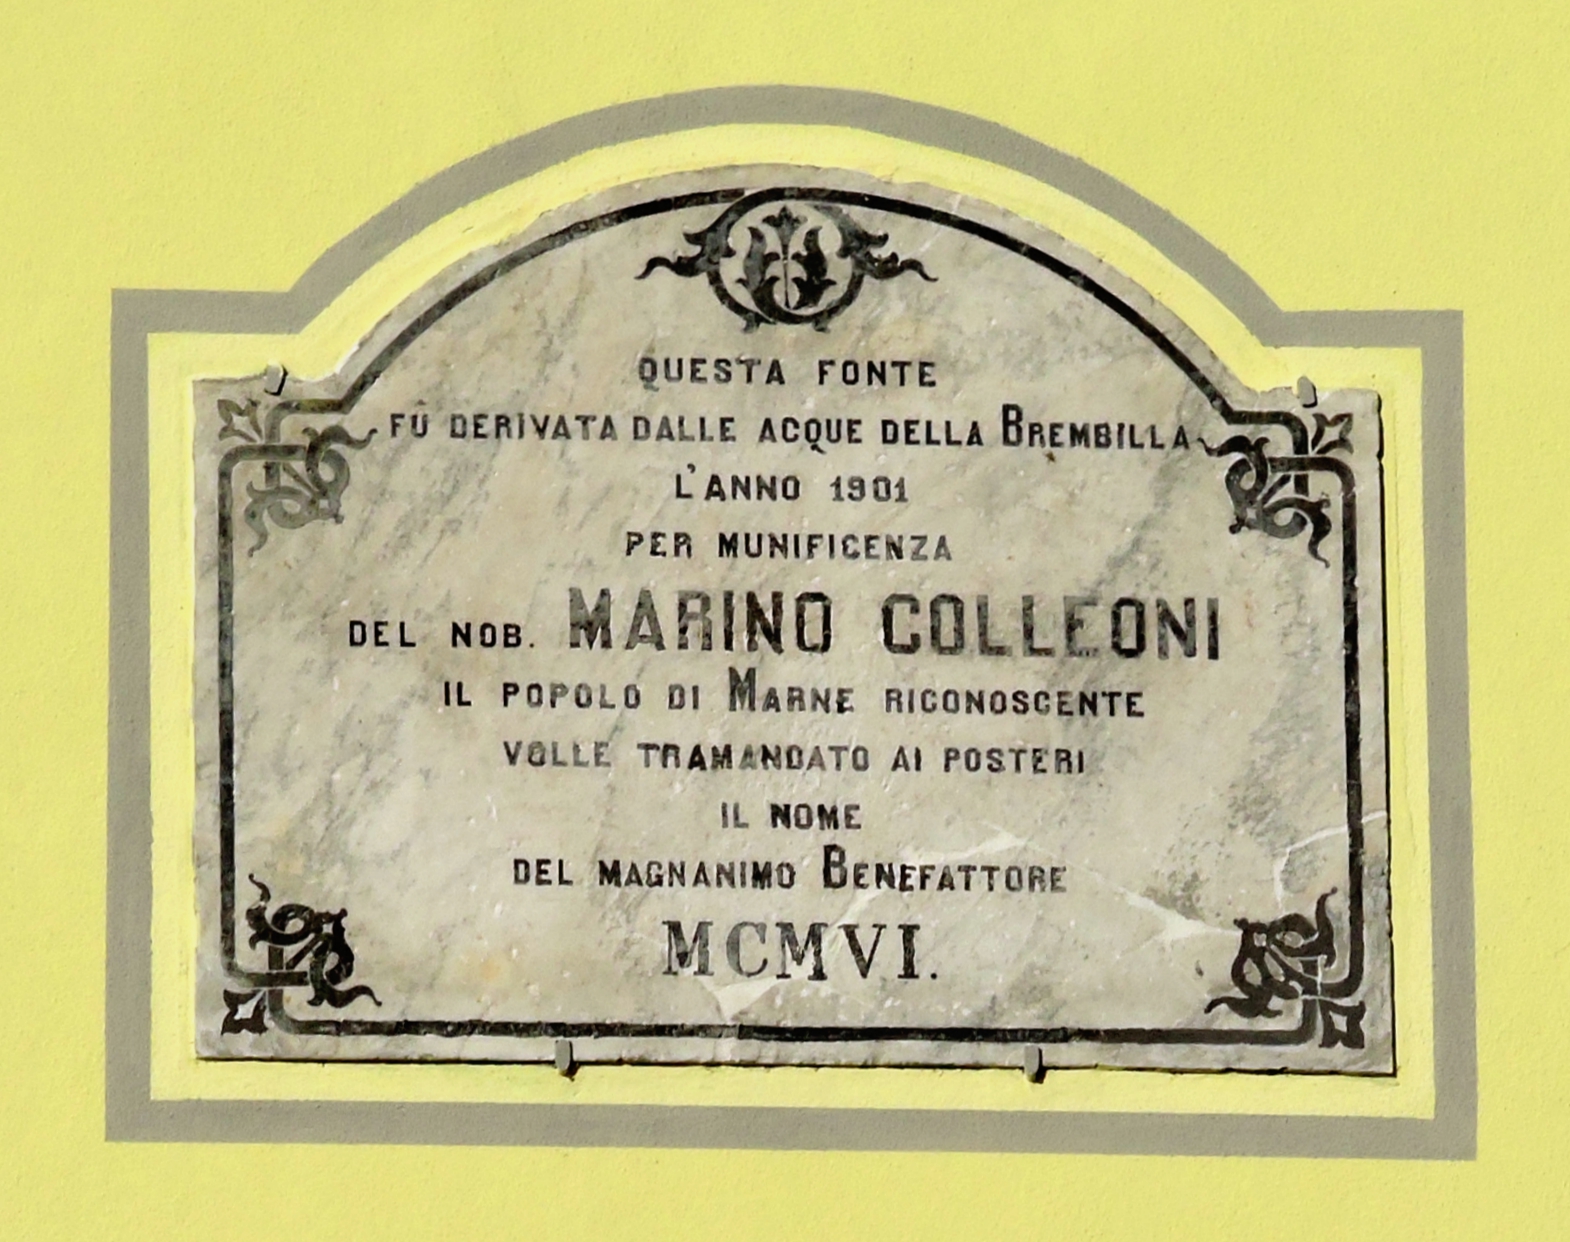 QUESTA FONTE
FÙ DERIVATA DALLE ACQUE DELLA BREMBILLA
L'ANNO 1901
PER MUNIFICENZA
DEL NOB. MARINO COLLEONI
IL POPOLO DI MARNE RICONOSCENTE
VOLLE TRAMANDATO AI POSTERI
IL NOME
DEL MAGNANIMO BENEFATTORE
MCMVI.